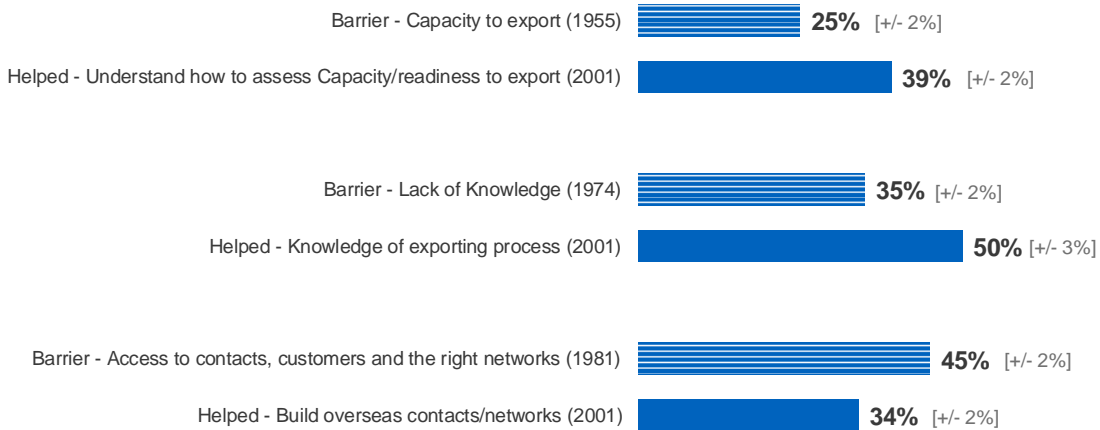 Barrier - Capacity to export (1955) 25% [+/- 2%]
Helped - Understand how to assess Capacity/readiness to export (2001) 39% [+/- 2%]
Barrier - Lack of Knowledge (1974) 35% [+/- 2%]
Helped - Knowledge of exporting process (2001) 50% [+/- 3%]
Barrier - Access to contacts, customers and the right networks (1981) 45% [+/- 2%]
Helped - Build overseas contacts/networks (2001) 34% [+/- 2%]